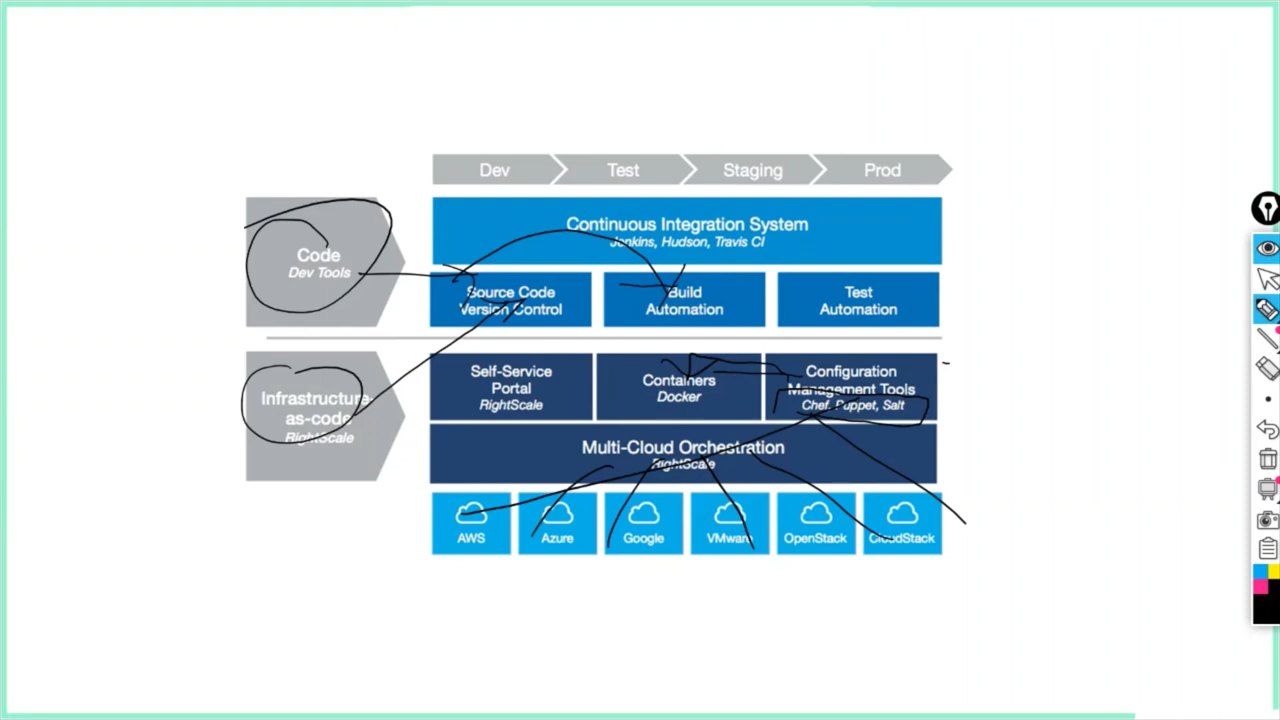 Dev
Test
Staging
Prod
Code
Dev Tools
Continuous Integration System
Jenkins, Hudson, Travis CI
Source Code
Version Control
Build
Automation
Test
Automation
Infrastructure-
as-code
RightScale
Self-Service
Portal
RightScale
Containers
Docker
Configuration
Management Tools
Chef, Puppet, Salt
Multi-Cloud Orchestration
RightScale
AWS
Azure
Google
VMware
OpenStack
CloudStack